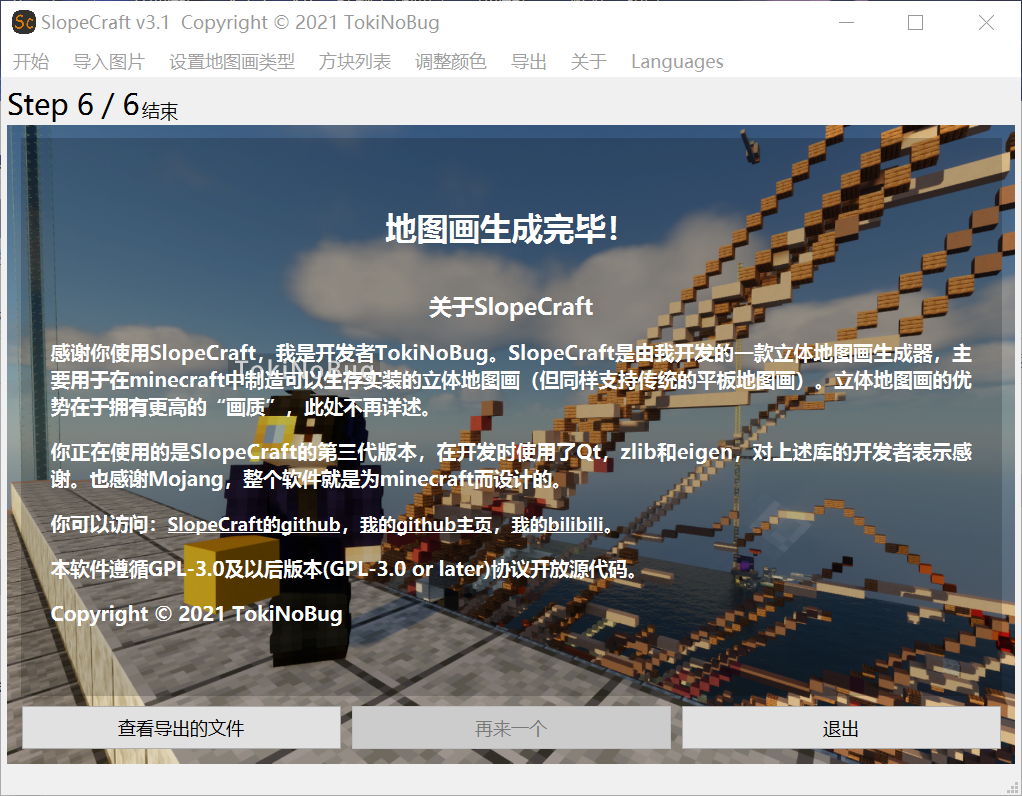 Sc SlopeCraft v3.1 Copyright © 2021 TokiNoBug
开始 导入图片 设置地图画类型 方块列表 调整颜色 导出 关于 Languages
Step 6 / 6 结束
地图画生成完毕！
关于SlopeCraft
感谢你使用SlopeCraft，我是开发者TokiNoBug。SlopeCraft是由我开发的一款立体地图画生成器，主
TokiNoBug
要用于在minecraft中制造可以生存实装的立体地图画（但同样支持传统的平板地图画）。立体地图画的优
势在于拥有更高的“画质”，此处不再详述。
你正在使用的是SlopeCraft的第三代版本，在开发时使用了Qt，zlib和eigen，对上述库的开发者表示感
谢。也感谢Mojang，整个软件就是为minecraft而设计的。
你可以访问：SlopeCraft的github，我的github主页，我的bilibili。
本软件遵循GPL-3.0及以后版本(GPL-3.0 or later)协议开放源代码。
Copyright © 2021 TokiNoBug
查看导出的文件 再来一个 退出